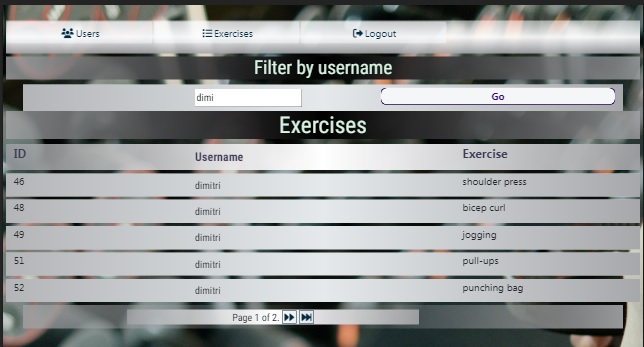 Users Exercises Logout
Filter by username
dimi Go
Exercises
ID Username Exercise
46 dimitri shoulder press
48 dimitri bicep curl
49 dimitri jogging
51 dimitri pull-ups
52 dimitri punching bag
Page 1 of 2.